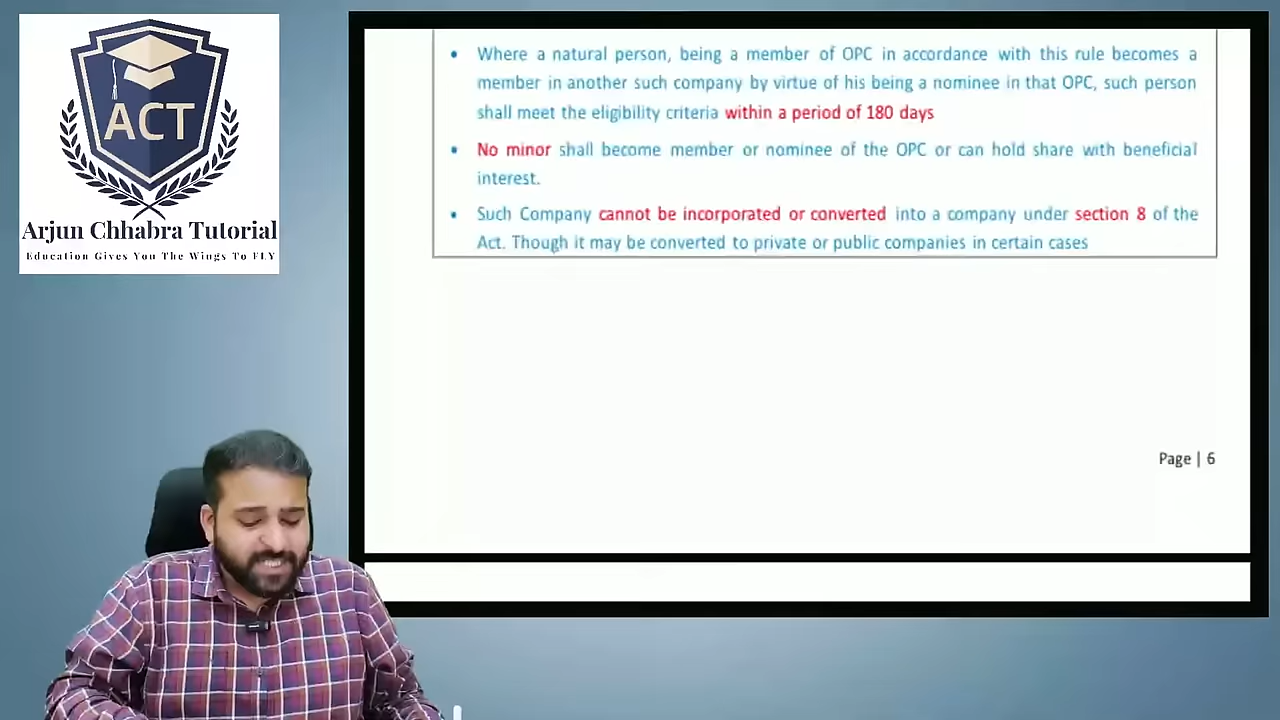 ACT
Arjun Chhabra Tutorial
Education Gives You The Wings To FLY
• Where a natural person, being a member of OPC in accordance with this rule becomes a
member in another such company by virtue of his being a nominee in that OPC, such person
shall meet the eligibility criteria within a period of 180 days
• No minor shall become member or nominee of the OPC or can hold share with beneficial
interest.
• Such Company cannot be incorporated or converted into a company under section 8 of the
Act. Though it may be converted to private or public companies in certain cases
Page | 6